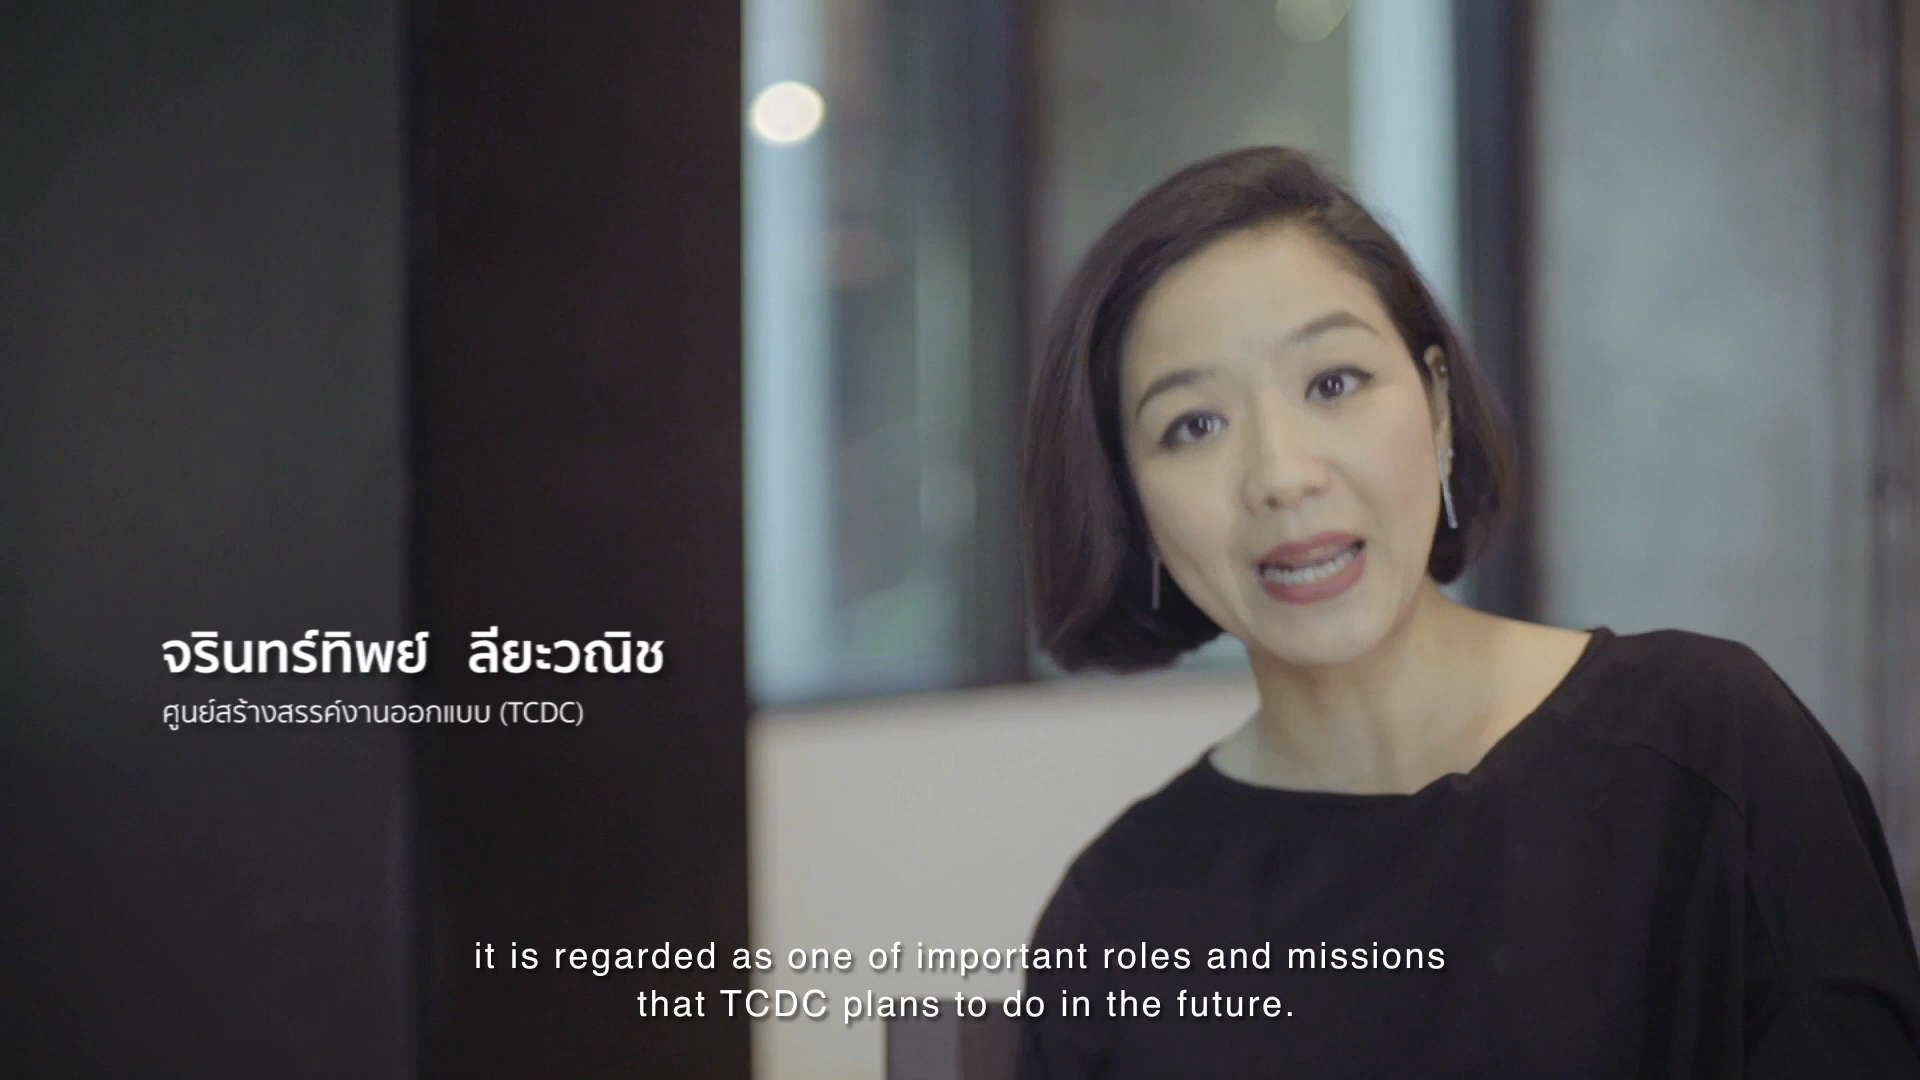 จรินทร์ทิพย์ ลียะวณิช
ศูนย์สร้างสรรค์งานออกแบบ (TCDC)
it is regarded as one of important roles and missions
that TCDC plans to do in the future.